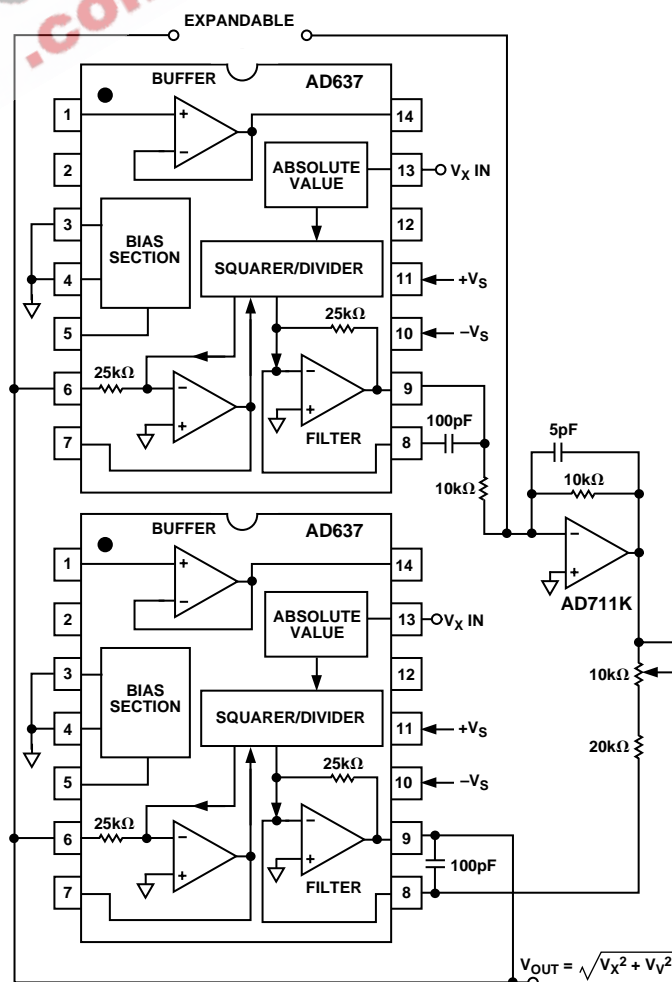 .com
EXPANDABLE
BUFFER
AD637
1
14
ABSOLUTE
VALUE
2
13
VX IN
3
12
BIAS
SECTION
4
SQUARER/DIVIDER
11
+VS
5
25kΩ
10
–VS
6
25kΩ
9
100pF
5pF
7
FILTER
8
10kΩ
10kΩ
AD711K
BUFFER
AD637
1
14
ABSOLUTE
VALUE
2
13
VX IN
3
12
10kΩ
BIAS
SECTION
4
SQUARER/DIVIDER
11
+VS
20kΩ
5
25kΩ
10
–VS
6
25kΩ
9
100pF
7
FILTER
8
VOUT = √VX² + VV²